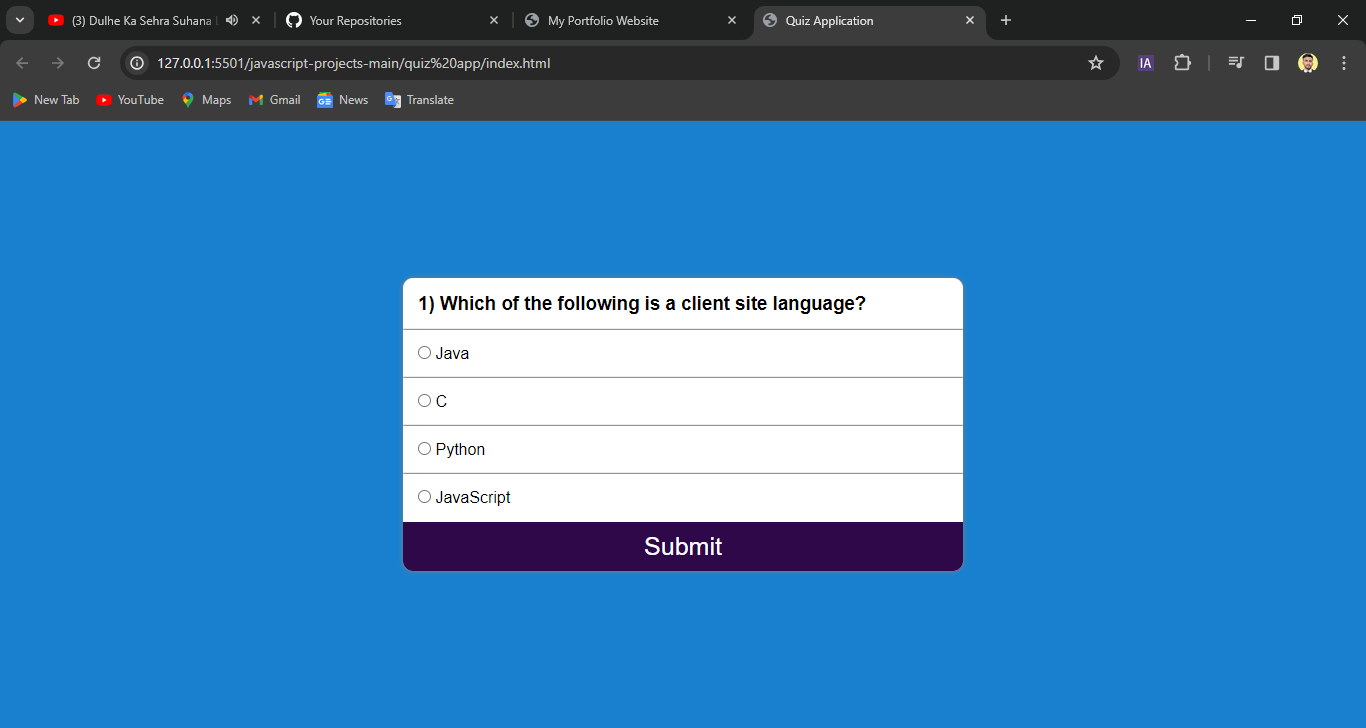 (3) Dulhe Ka Sehra Suhana
Your Repositories
My Portfolio Website
Quiz Application
127.0.0.1:5501/javascript-projects-main/quiz%20app/index.html
IA
New Tab
YouTube
Maps
Gmail
News
Translate
1) Which of the following is a client site language?
Java
C
Python
JavaScript
Submit